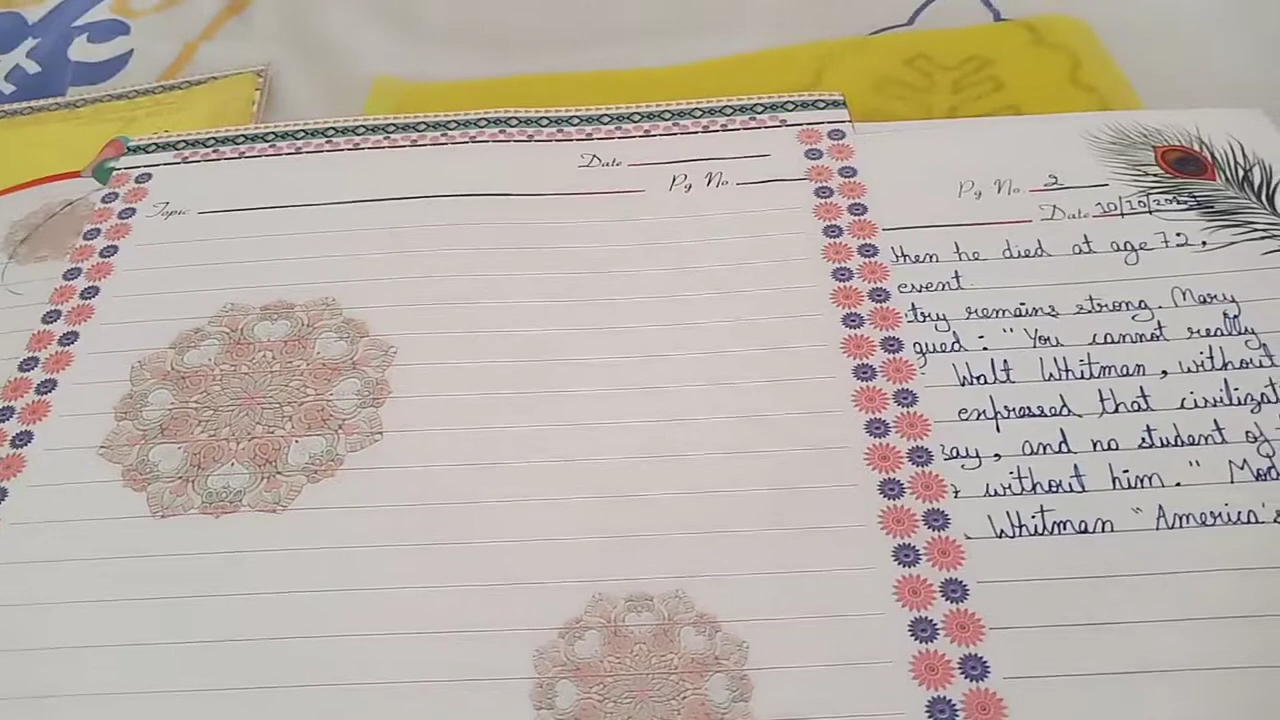 Date
Pg No.
Topic
Pg No. 2
Date 10/10/20
then he died at age 72,
event.
try remains strong. Mary
gued : "You cannot really
Walt Whitman, without
expressed that civilizat
say, and no student of
without him." Mod
Whitman "America's